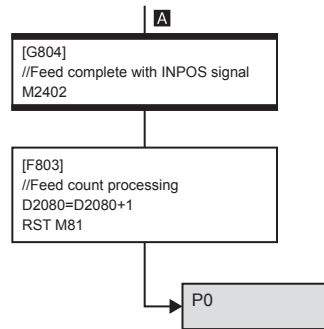 A
[G804]
//Feed complete with INPOS signal
M2402
[F803]
//Feed count processing
D2080=D2080+1
RST M81
P0